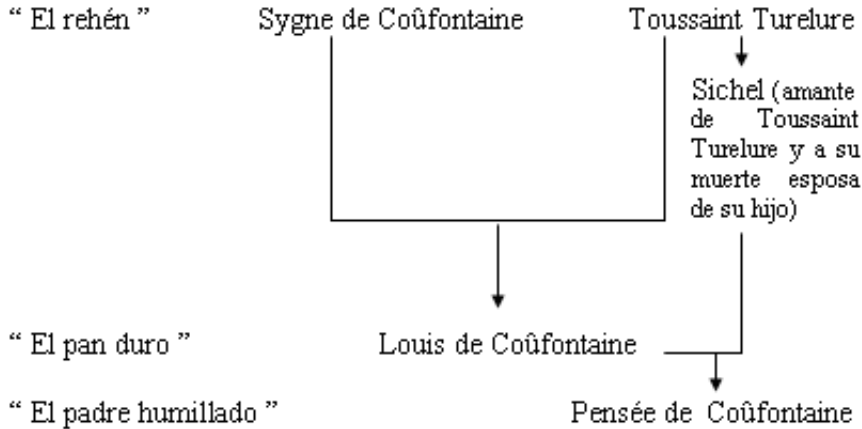 “ El rehén ” Sygne de Coûfontaine Toussaint Turelure
Sichel (amante
de Toussaint
Turelure y a su
muerte esposa
de su hijo)
“ El pan duro ” Louis de Coûfontaine
“ El padre humillado ” Pensée de Coûfontaine